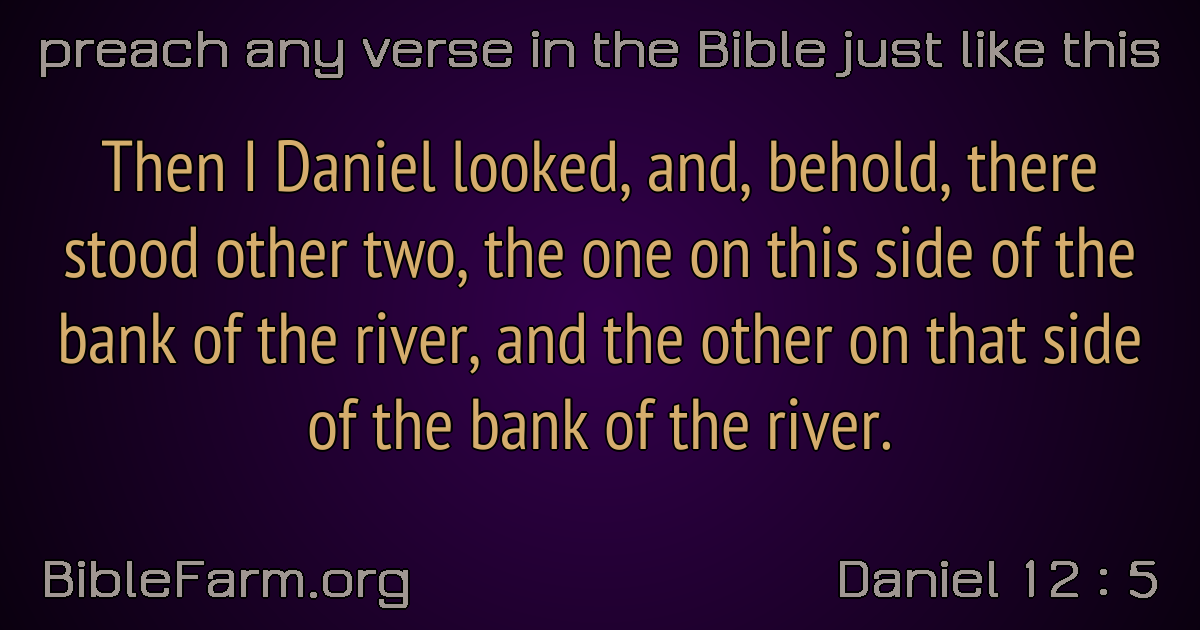 preach any verse in the Bible just like this
Then I Daniel looked, and, behold, there
stood other two, the one on this side of the
bank of the river, and the other on that side
of the bank of the river.
BibleFarm.org
Daniel 12 : 5